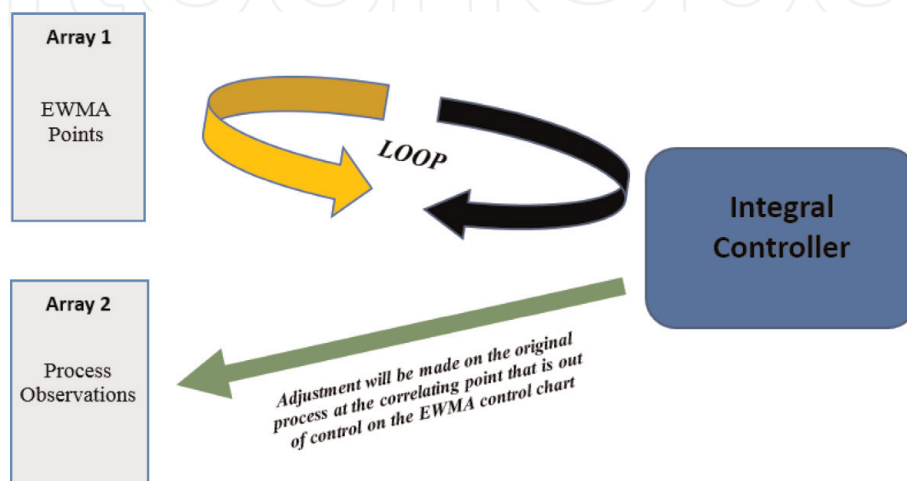 Array 1
EWMA
Points
LOOP
Integral
Controller
Array 2
Process
Observations
Adjustment will be made on the original
process at the correlating point that is out
of control on the EWMA control chart